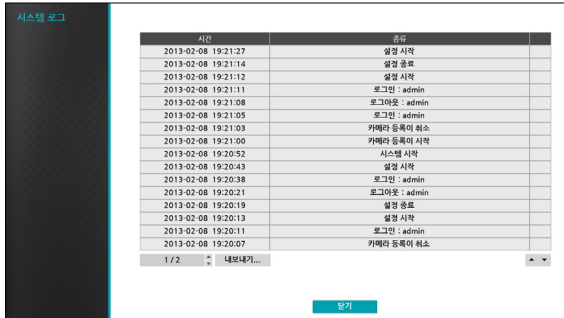 시스템 로그
시간 종류
2013-02-08 19:21:27 설정 시작
2013-02-08 19:21:14 설정 종료
2013-02-08 19:21:12 설정 시작
2013-02-08 19:21:11 로그인 : admin
2013-02-08 19:21:08 로그아웃 : admin
2013-02-08 19:21:05 로그인 : admin
2013-02-08 19:21:03 카메라 등록이 취소
2013-02-08 19:21:00 카메라 등록이 시작
2013-02-08 19:20:52 시스템 시작
2013-02-08 19:20:43 설정 시작
2013-02-08 19:20:38 로그인 : admin
2013-02-08 19:20:21 로그아웃 : admin
2013-02-08 19:20:19 설정 종료
2013-02-08 19:20:13 설정 시작
2013-02-08 19:20:11 로그인 : admin
2013-02-08 19:20:07 카메라 등록이 취소
1 / 2 내보내기...
닫기